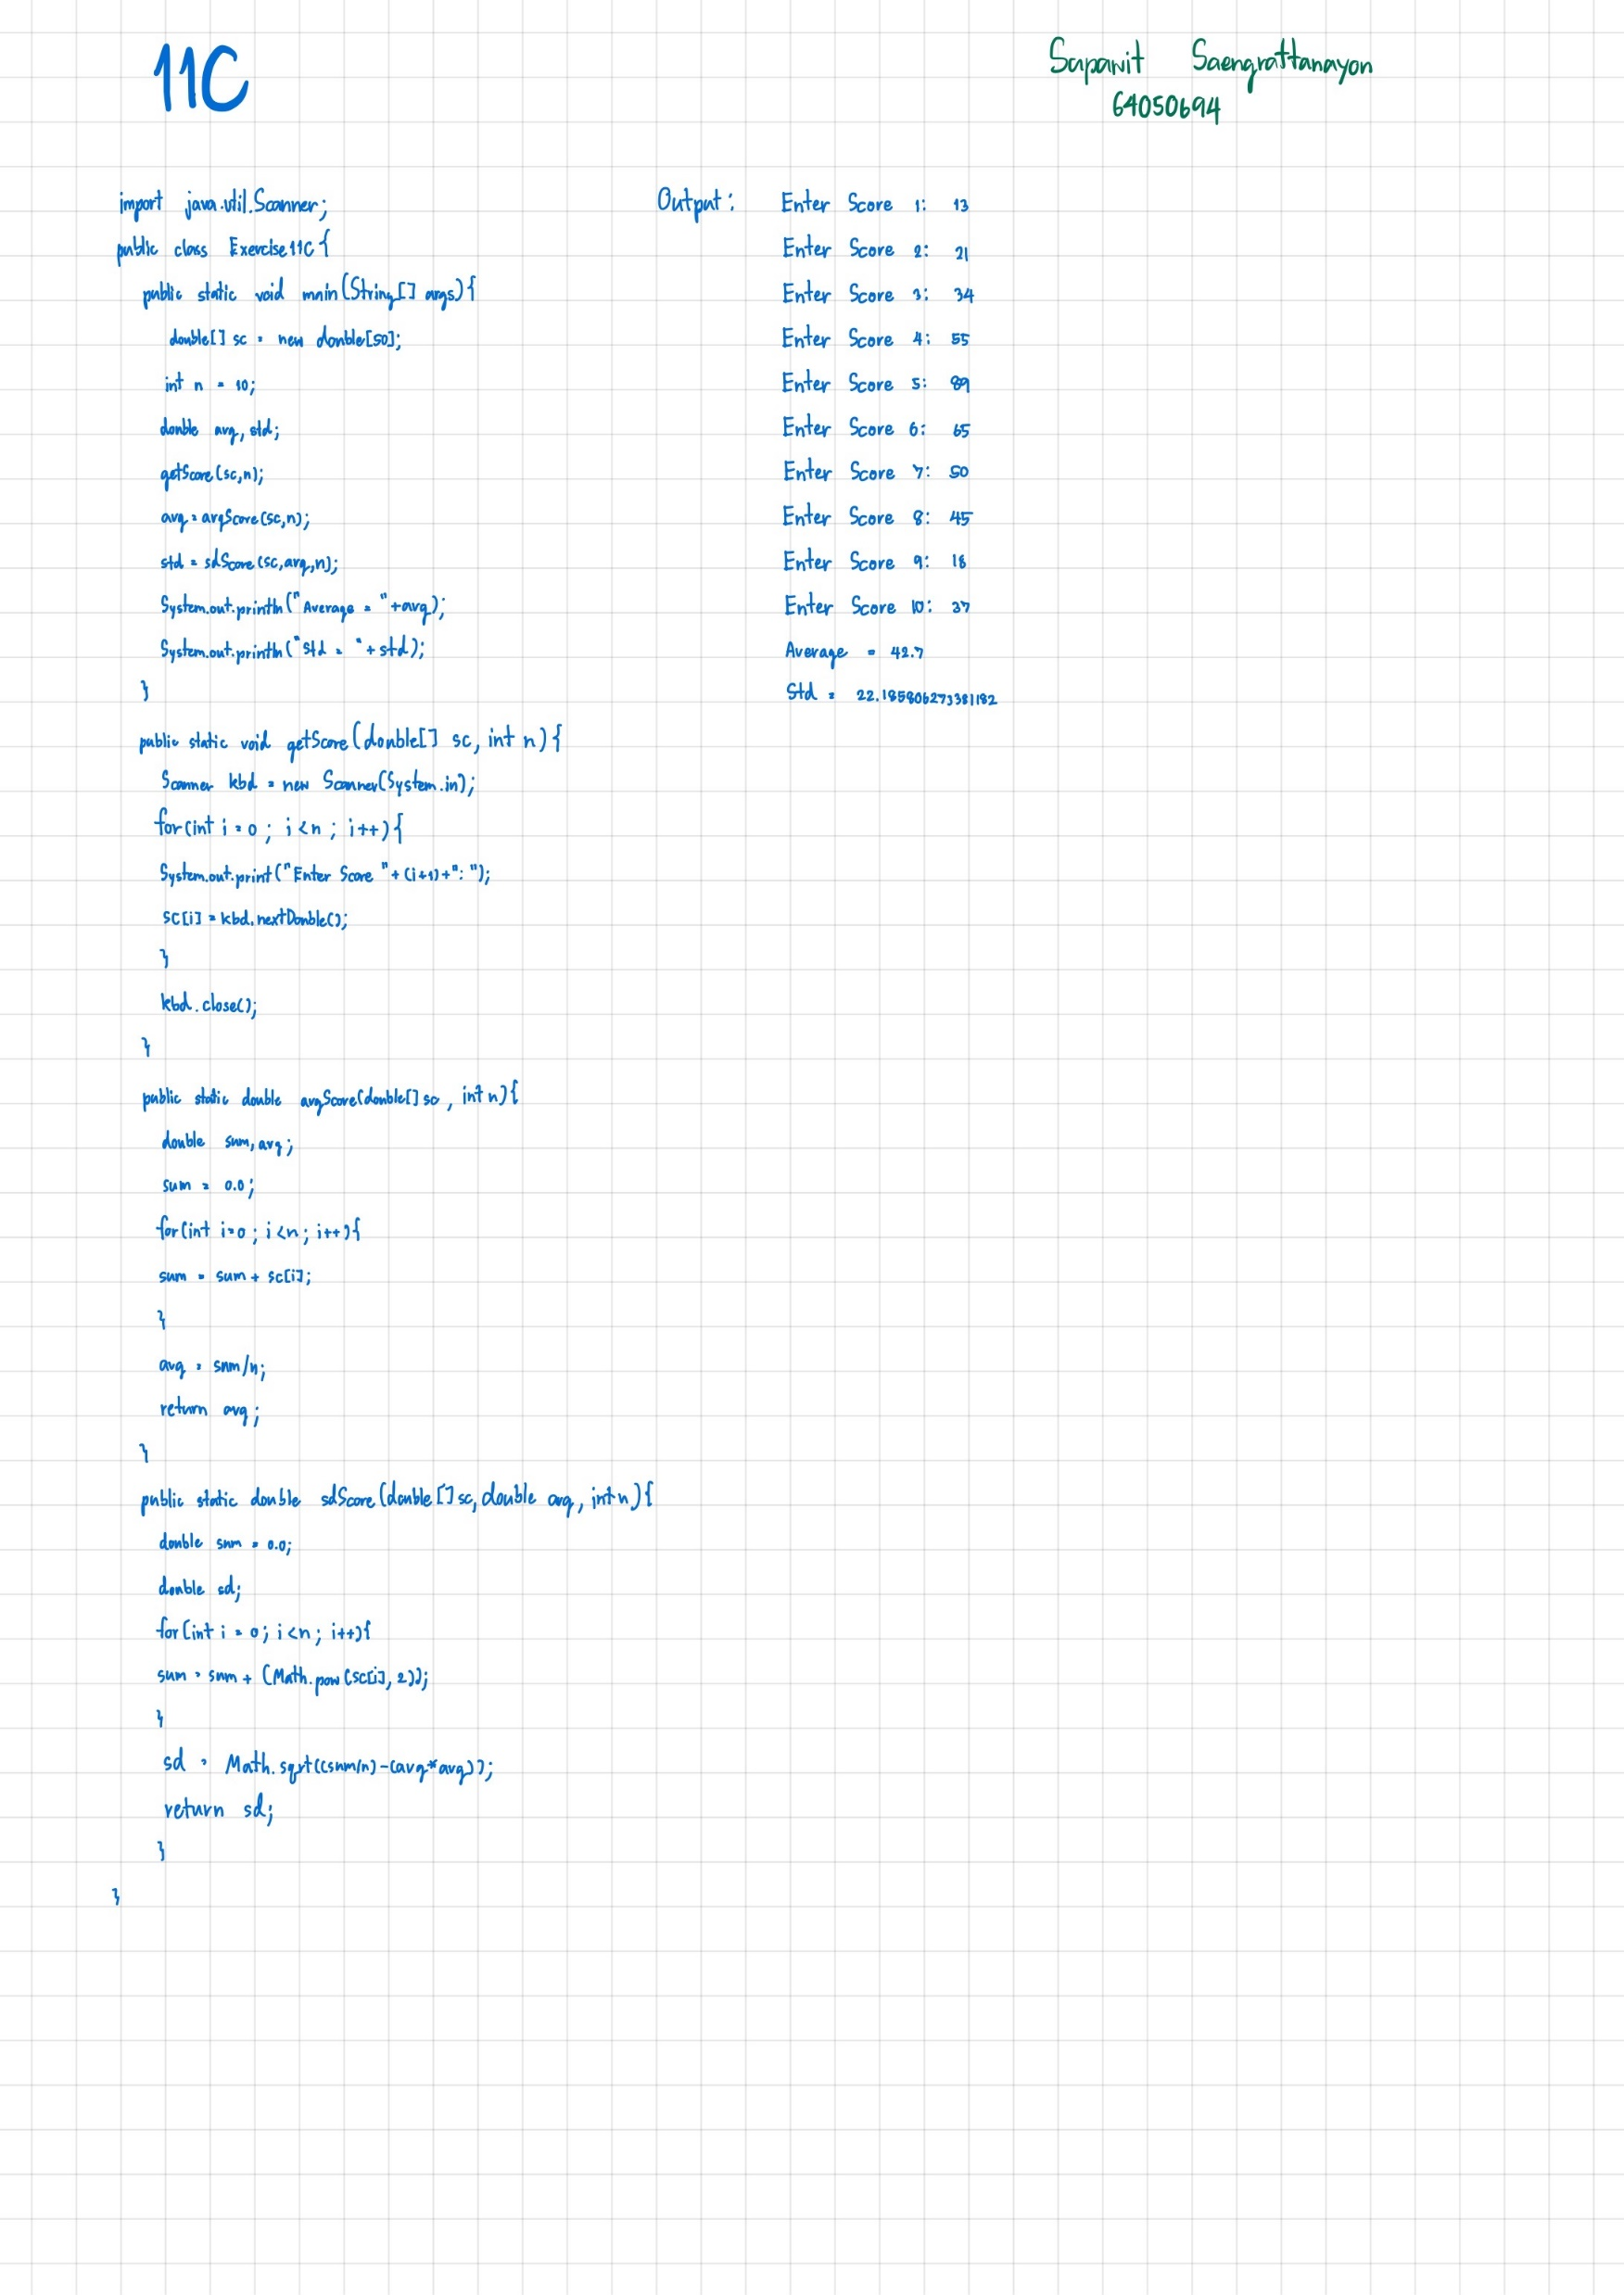 11C
Sapanit Saengrattanayon
64050694
import java.util.Scanner;
public class Exercise11C{
public static void main(String[] args){
double[] sc = new double[50];
int n = 10;
double avg, std;
getScore(sc,n);
avg = avgScore(sc,n);
std = sdScore(sc,avg,n);
System.out.println("Average = "+avg);
System.out.println("Std = "+std);
}
public static void getScore(double[] sc, int n){
Scanner kbd = new Scanner(System.in);
for(int i = 0 ; i<n ; i++){
System.out.print("Enter Score "+(i+1)+": ");
sc[i] = kbd.nextDouble();
}
kbd.close();
}
public static double avgScore(double[] sc , int n){
double sum, avg;
sum = 0.0;
for(int i=0 ; i<n ; i++){
sum = sum + sc[i];
}
avg = sum/n;
return avg;
}
public static double sdScore(double[] sc, double avg, int n){
double sum = 0.0;
double sd;
for(int i = 0; i<n; i++){
sum = sum + (Math.pow(sc[i], 2));
}
sd = Math.sqrt((sum/n)-(avg*avg));
return sd;
}
}
Output: Enter Score 1: 13
Enter Score 2: 21
Enter Score 3: 34
Enter Score 4: 55
Enter Score 5: 89
Enter Score 6: 65
Enter Score 7: 50
Enter Score 8: 45
Enter Score 9: 18
Enter Score 10: 37
Average = 42.7
Std = 22.185806273381182